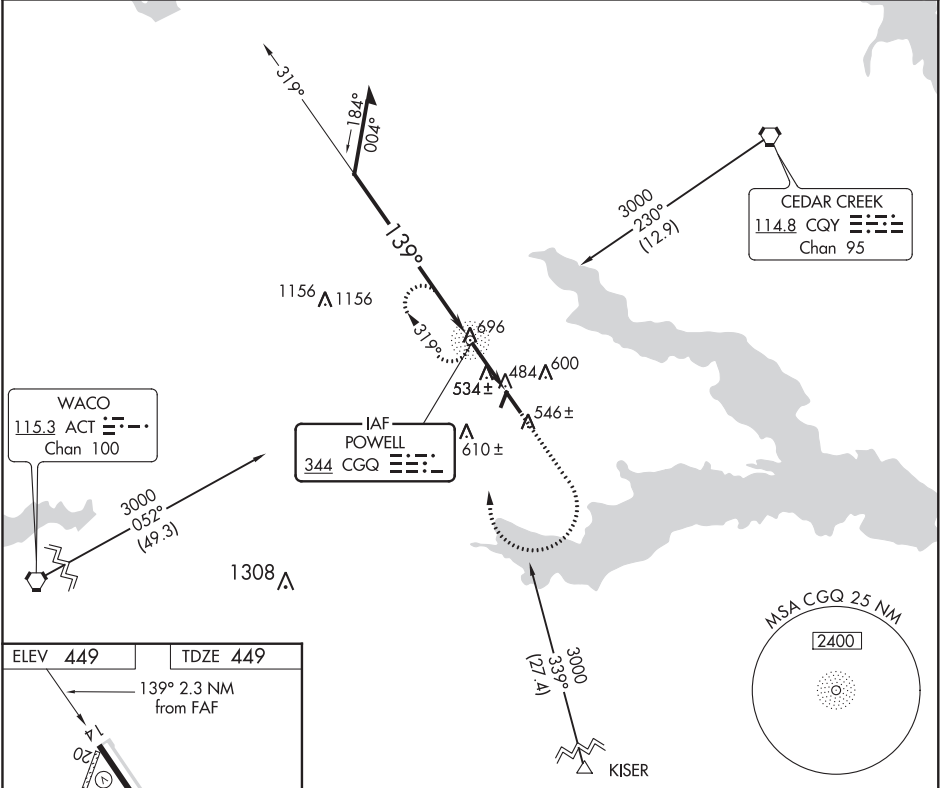 319°
184°
004°
139°
3000
230°
(12.9)
CEDAR CREEK
114.8 CQY
Chan 95
1156 1156
319°
696
484 600
534±
546±
610±
IAF
POWELL
344 CGQ
WACO
115.3 ACT
Chan 100
3000
052°
(49.3)
1308
3000
339°
(27.4)
KISER
MSA CGQ 25 NM
2400
ELEV 449 TDZE 449
139° 2.3 NM
from FAF
14
20
V